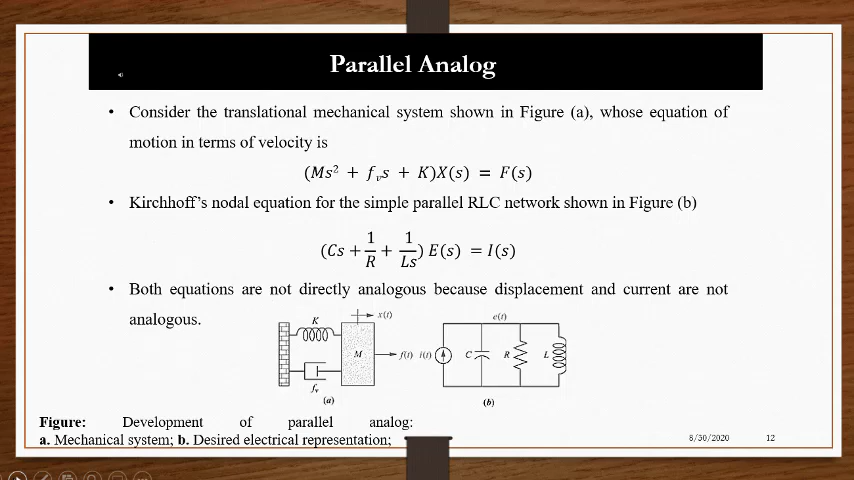 Parallel Analog
• Consider the translational mechanical system shown in Figure (a), whose equation of
motion in terms of velocity is
(Ms² + fᵥs + K)X(s) = F(s)
• Kirchhoff's nodal equation for the simple parallel RLC network shown in Figure (b)
(Cs + 1/R + 1/Ls) E(s) = I(s)
• Both equations are not directly analogous because displacement and current are not
analogous.
K
x(t)
M
f(t)
fᵥ
(a)
e(t)
i(t)
C
R
L
(b)
Figure: Development of parallel analog:
a. Mechanical system; b. Desired electrical representation;
8/30/2020
12